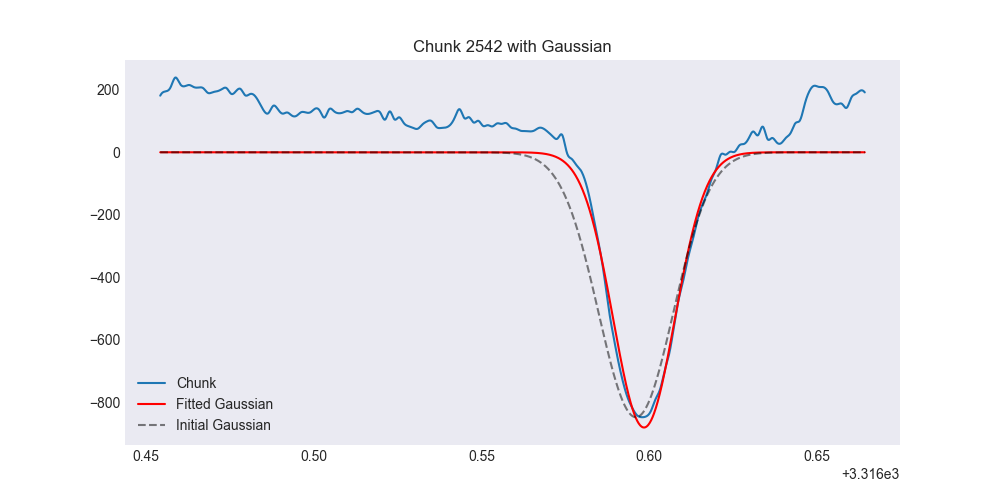 Chunk 2542 with Gaussian
200
0
−200
−400
−600
−800
Chunk
Fitted Gaussian
Initial Gaussian
0.45 0.50 0.55 0.60 0.65
+3.316e3